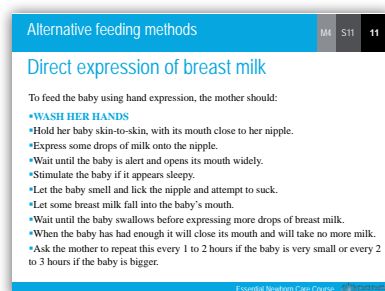 Alternative feeding methods
M4 S11 11
Direct expression of breast milk
To feed the baby using hand expression, the mother should:
▪WASH HER HANDS
▪Hold her baby skin-to-skin, with its mouth close to her nipple.
▪Express some drops of milk onto the nipple.
▪Wait until the baby is alert and opens its mouth widely.
▪Stimulate the baby if it appears sleepy.
▪Let the baby smell and lick the nipple and attempt to suck.
▪Let some breast milk fall into the baby's mouth.
▪Wait until the baby swallows before expressing more drops of breast milk.
▪When the baby has had enough it will close its mouth and will take no more milk.
▪Ask the mother to repeat this every 1 to 2 hours if the baby is very small or every 2
to 3 hours if the baby is bigger.
Essential Newborn Care Course